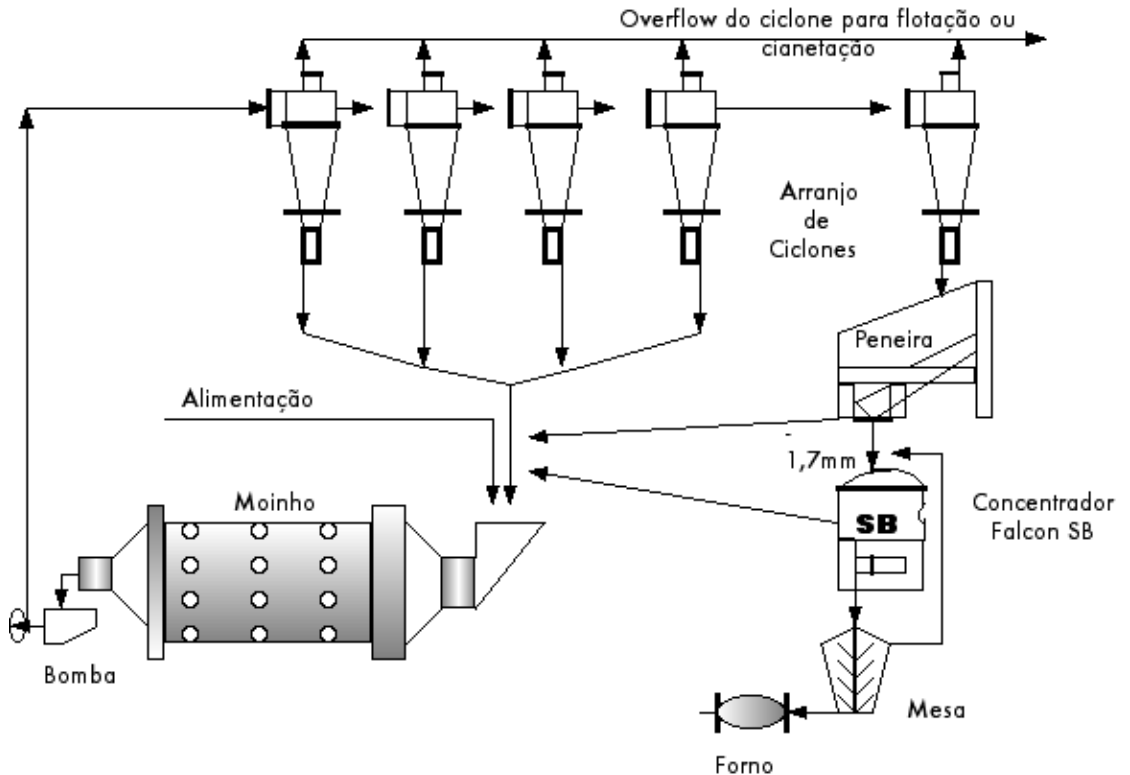 Overflow do ciclone para flotação ou
cianetação
Arranjo
de
Ciclones
Peneira
Alimentação
-
1,7mm
Moinho
SB
Concentrador
Falcon SB
Bomba
Mesa
Forno